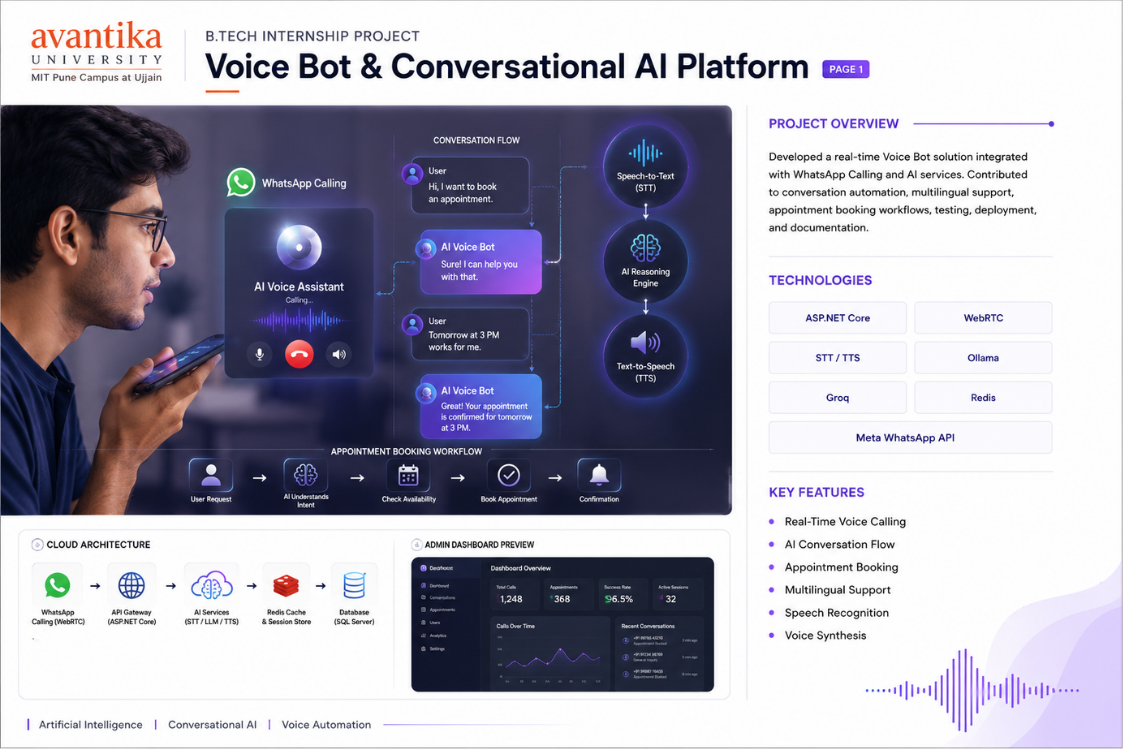 avantika
UNIVERSITY
MIT Pune Campus at Ujjain
B.TECH INTERNSHIP PROJECT
Voice Bot & Conversational AI Platform
PAGE 1
WhatsApp Calling
AI Voice Assistant
Calling...
CONVERSATION FLOW
User
Hi, I want to book
an appointment.
AI Voice Bot
Sure! I can help you
with that.
User
Tomorrow at 3 PM
works for me.
AI Voice Bot
Great! Your appointment
is confirmed for tomorrow
at 3 PM.
Speech-to-Text
(STT)
AI Reasoning
Engine
Text-to-Speech
(TTS)
APPOINTMENT BOOKING WORKFLOW
User Request
AI Understands
Intent
Check Availability
Book Appointment
Confirmation
PROJECT OVERVIEW
Developed a real-time Voice Bot solution integrated
with WhatsApp Calling and AI services. Contributed
to conversation automation, multilingual support,
appointment booking workflows, testing, deployment,
and documentation.
TECHNOLOGIES
ASP.NET Core
WebRTC
STT / TTS
Ollama
Groq
Redis
Meta WhatsApp API
KEY FEATURES
Real-Time Voice Calling
AI Conversation Flow
Appointment Booking
Multilingual Support
Speech Recognition
Voice Synthesis
CLOUD ARCHITECTURE
WhatsApp
Calling (WebRTC)
API Gateway
(ASP.NET Core)
AI Services
(STT / LLM / TTS)
Redis Cache
& Session Store
Database
(SQL Server)
ADMIN DASHBOARD PREVIEW
Dashboard Overview
Dashboard
Appointments
Users
Analytics
Settings
Total Calls
1,248
Appointments
368
Success Rate
96.5%
Active Sessions
32
Calls Over Time
Recent Conversations
Artificial Intelligence
Conversational AI
Voice Automation